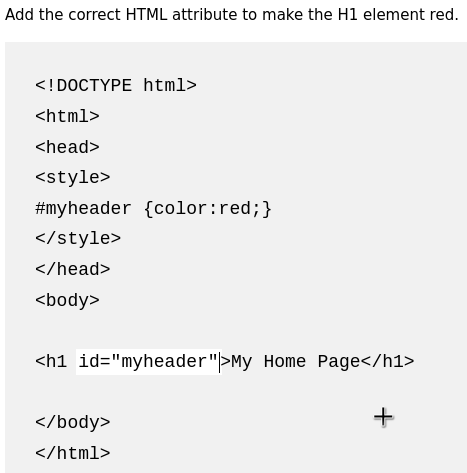 Add the correct HTML attribute to make the H1 element red.
<!DOCTYPE html>
<html>
<head>
<style>
#myheader {color:red;}
</style>
</head>
<body>
<h1 id="myheader">My Home Page</h1>
</body>
</html>